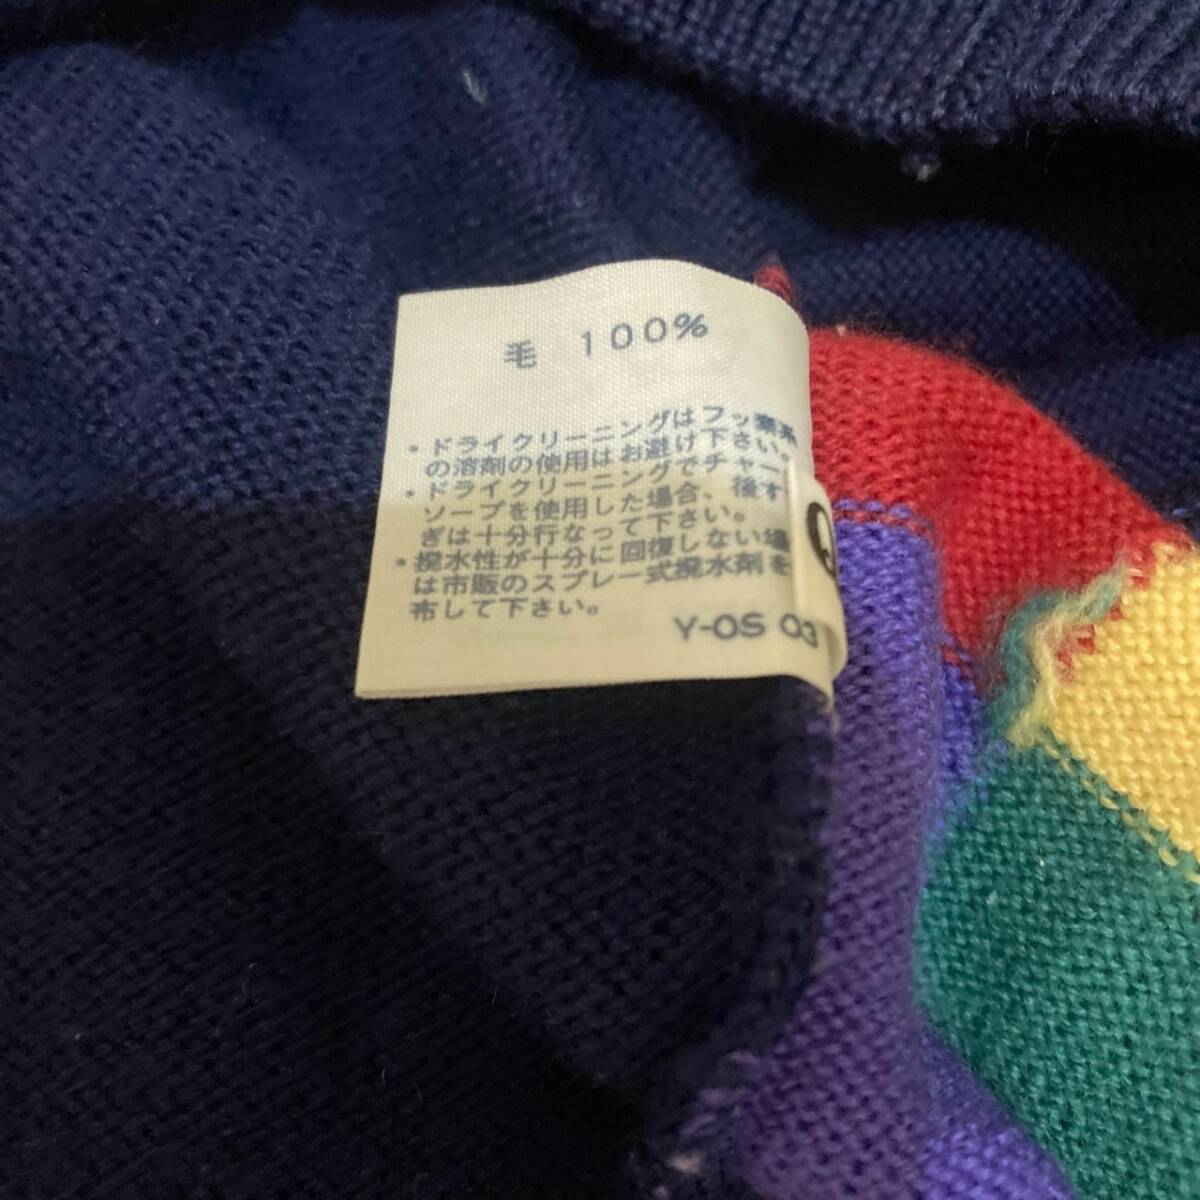 毛 100%
・ドライクリーニングはフッ素系
の溶剤の使用はお避け下さい。
・ドライクリーニングでチャー
ソープを使用した場合、後す
ぎは十分行なって下さい。
・撥水性が十分に回復しない場
は市販のスプレー式撥水剤を
布して下さい。
Y-OS 03